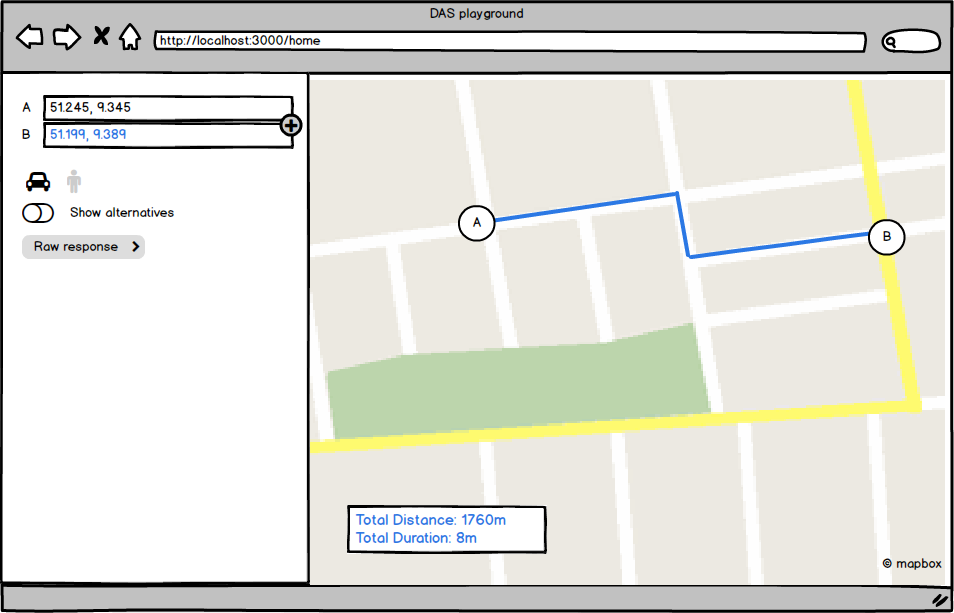 DAS playground
http://localhost:3000/home
A 51.245, 9.345
B 51.199, 9.389
Show alternatives
Raw response
A
B
Total Distance: 1760m
Total Duration: 8m
© mapbox